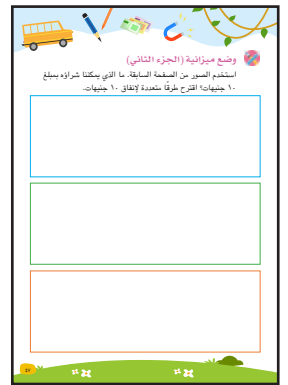 وضع ميزانية (الجزء الثاني)
استخدم الصور من الصفحة السابقة. ما الذي يمكننا شراؤه بمبلغ
١٠ جنيهات؟ اقترح طرقًا متعددة لإنفاق ١٠ جنيهات.
٤٧